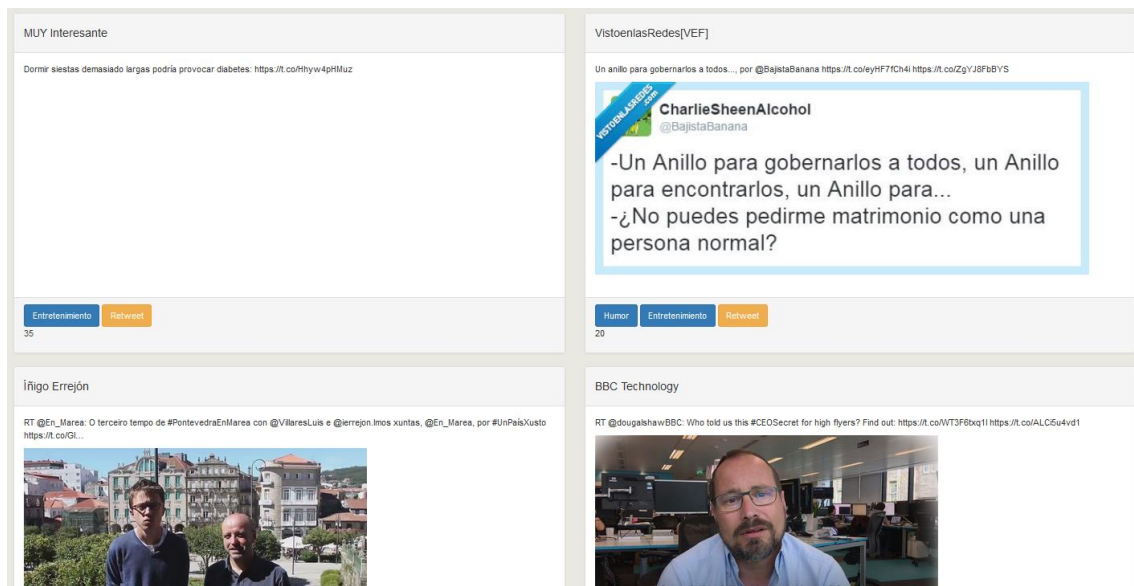 MUY Interesante
Dormir siestas demasiado largas podría provocar diabetes: https://t.co/Hhyw4pHMuz
Entretenimiento
Retweet
35
VistoenlasRedes[VEF]
Un anillo para gobernarlos a todos..., por @BajistaBanana https://t.co/eyHF7fCh4i https://t.co/ZgYJ8FbBYS
VISTOENLASREDES
.com
CharlieSheenAlcohol
@BajistaBanana
-Un Anillo para gobernarlos a todos, un Anillo
para encontrarlos, un Anillo para...
-¿No puedes pedirme matrimonio como una
persona normal?
Humor
Entretenimiento
Retweet
20
Íñigo Errejón
RT @En_Marea: O terceiro tempo de #PontevedraEnMarea con @VillaresLuis e @ierrejon.Imos xuntas, @En_Marea, por #UnPaísXusto
https://t.co/Gl...
BBC Technology
RT @dougalshawBBC: Who told us this #CEOSecret for high flyers? Find out: https://t.co/WT3F6txq1l https://t.co/ALCi5u4vd1